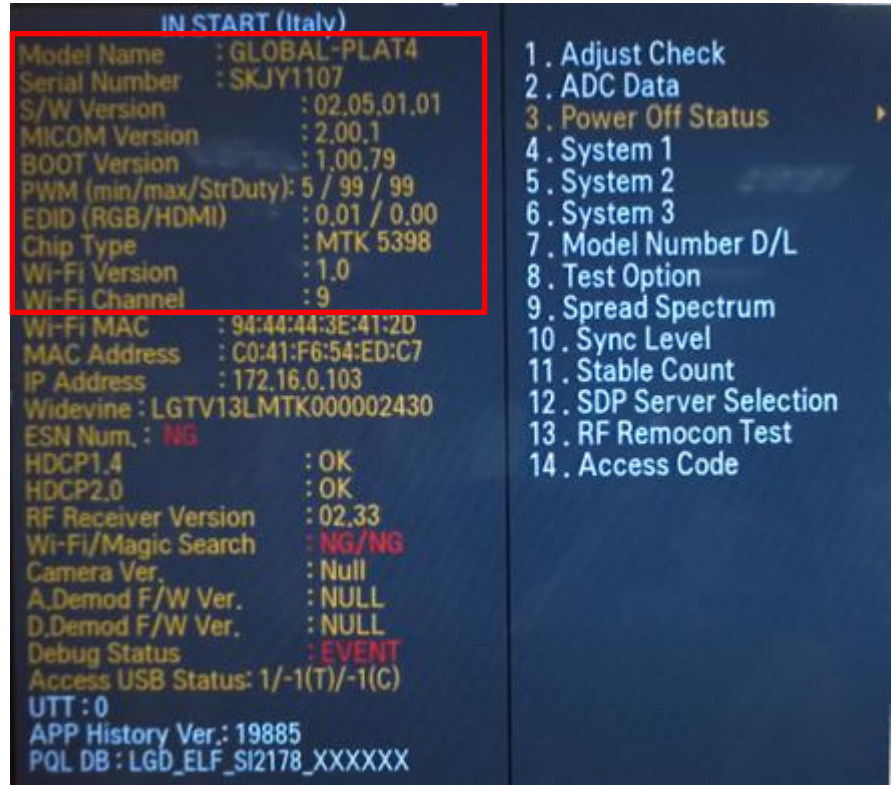 IN START (Italy)
Model Name : GLOBAL-PLAT4
Serial Number : SKJY1107
S/W Version : 02.05.01.01
MICOM Version : 2.00.1
BOOT Version : 1.00.79
PWM (min/max/StrDuty): 5 / 99 / 99
EDID (RGB/HDMI) : 0.01 / 0.00
Chip Type : MTK 5398
Wi-Fi Version : 1.0
Wi-Fi Channel : 9
Wi-Fi MAC : 94:44:44:3E:41:2D
MAC Address : C0:41:F6:54:ED:C7
IP Address : 172.16.0.103
Widevine : LGTV13LMTK000002430
ESN Num. : NG
HDCP1.4 : OK
HDCP2.0 : OK
RF Receiver Version : 02.33
Wi-Fi/Magic Search : NG/NG
Camera Ver. : Null
A.Demod F/W Ver. : NULL
D.Demod F/W Ver. : NULL
Debug Status : EVENT
Access USB Status: 1/-1(T)/-1(C)
UTT : 0
APP History Ver.: 19885
PQL DB : LGD_ELF_SI2178_XXXXXX
1 . Adjust Check
2 . ADC Data
3 . Power Off Status
4 . System 1
5 . System 2
6 . System 3
7 . Model Number D/L
8 . Test Option
9 . Spread Spectrum
10 . Sync Level
11 . Stable Count
12 . SDP Server Selection
13 . RF Remocon Test
14 . Access Code